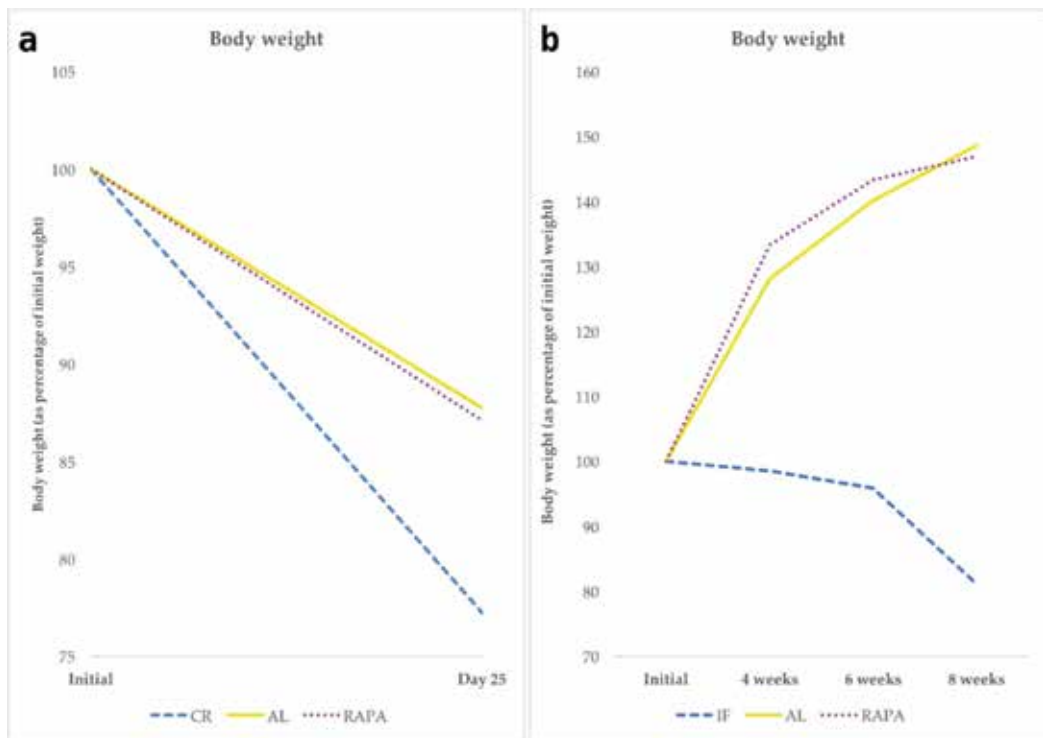 a
Body weight
Body weight (as percentage of initial weight)
105
100
95
90
85
80
75
Initial
Day 25
CR
AL
RAPA
b
Body weight
Body weight (as percentage of initial weight)
160
150
140
130
120
110
100
90
80
70
Initial
4 weeks
6 weeks
8 weeks
IF
AL
RAPA